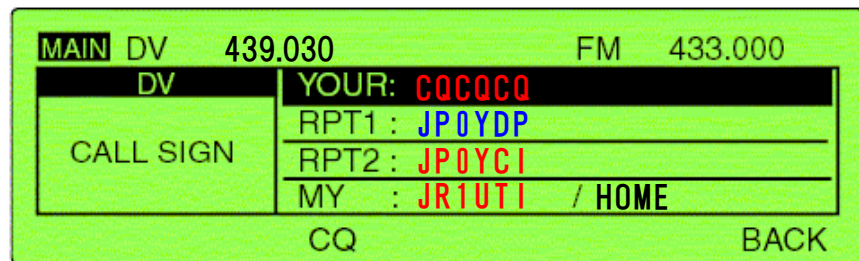 MAIN DV 439.030 FM 433.000
DV YOUR: CQCQCQ
RPT1 : JP0YDP
CALL SIGN RPT2 : JP0YCI
MY : JR1UTI / HOME
CQ BACK